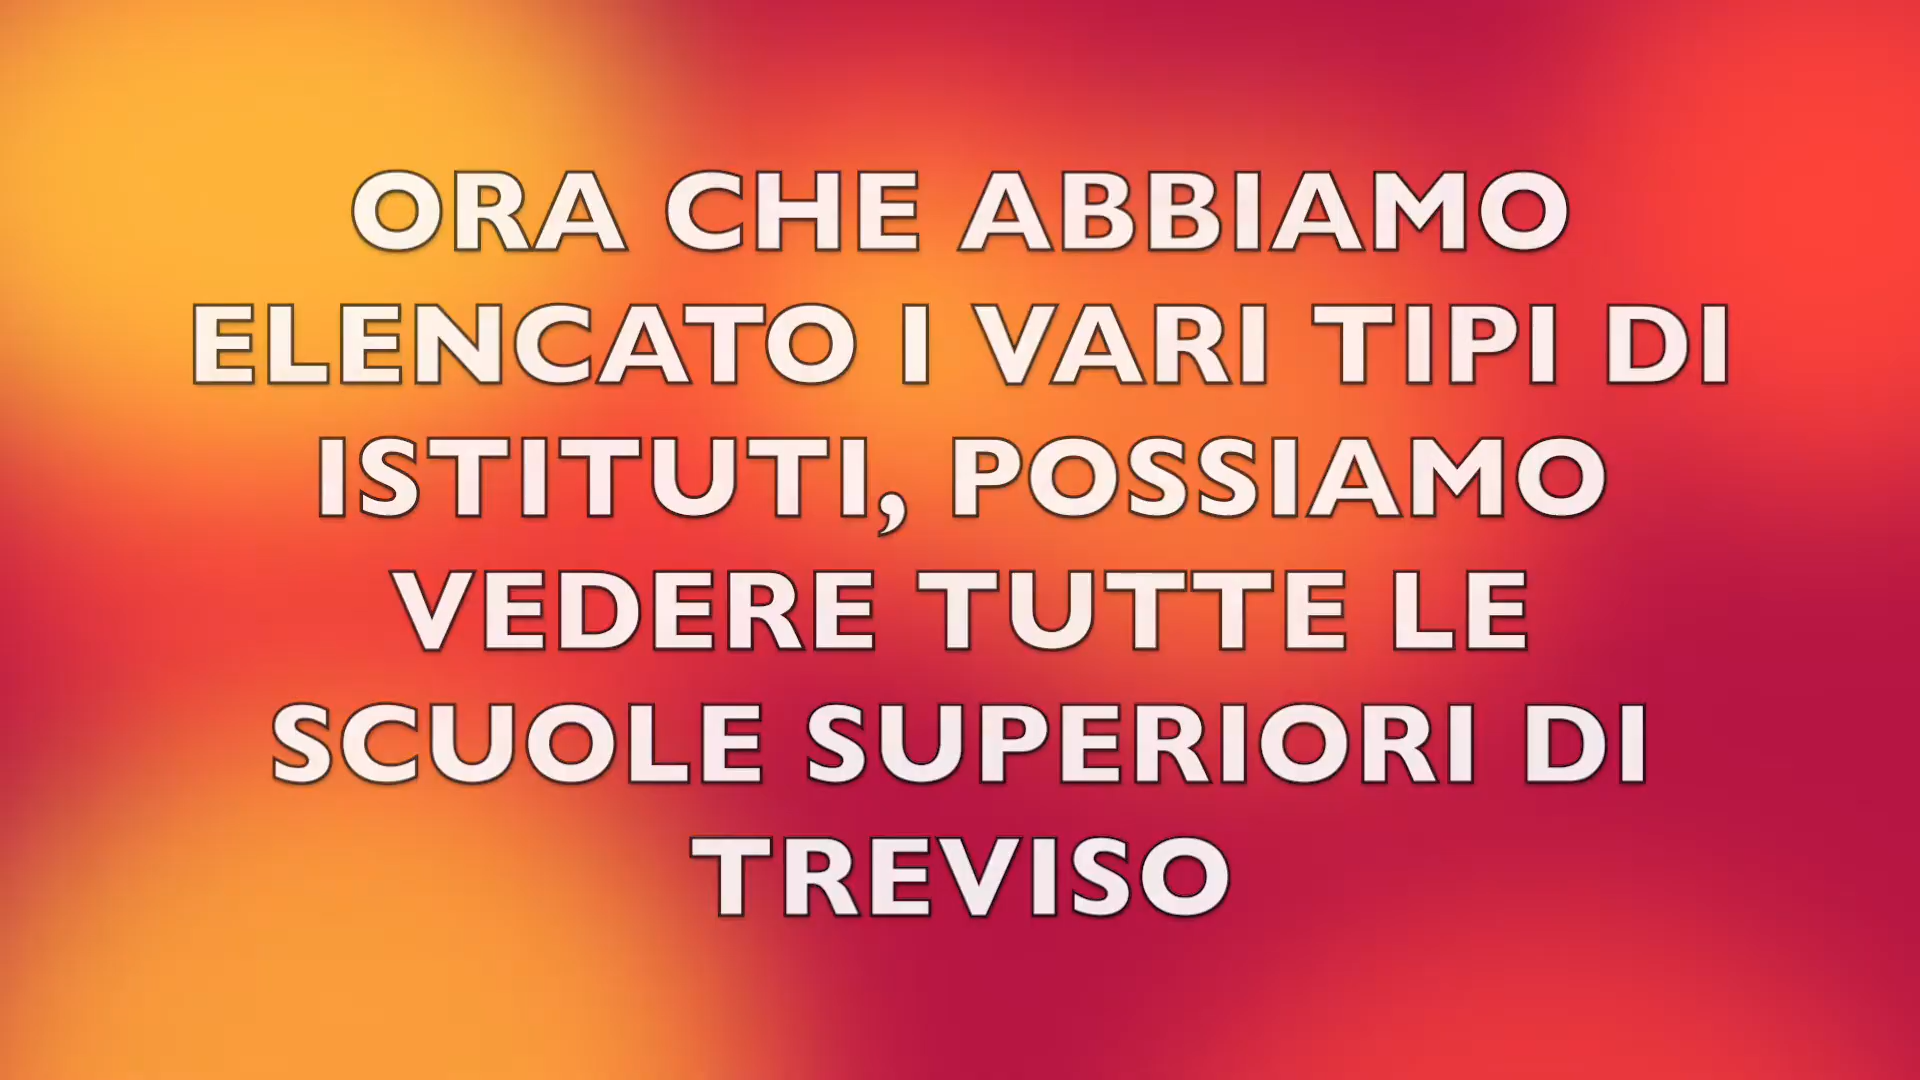 ORA CHE ABBIAMO
ELENCATO I VARI TIPI DI
ISTITUTI, POSSIAMO
VEDERE TUTTE LE
SCUOLE SUPERIORI DI
TREVISO